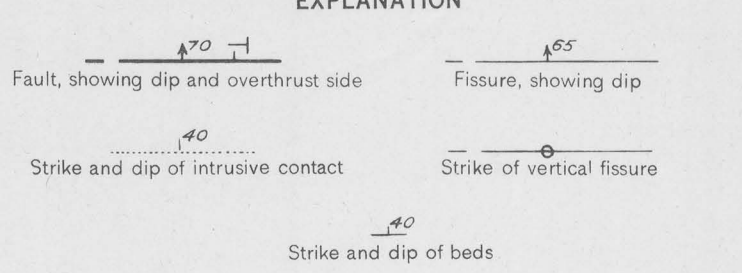 EXPLANATION
70
65
Fault, showing dip and overthrust side
Fissure, showing dip
40
Strike and dip of intrusive contact
Strike of vertical fissure
40
Strike and dip of beds